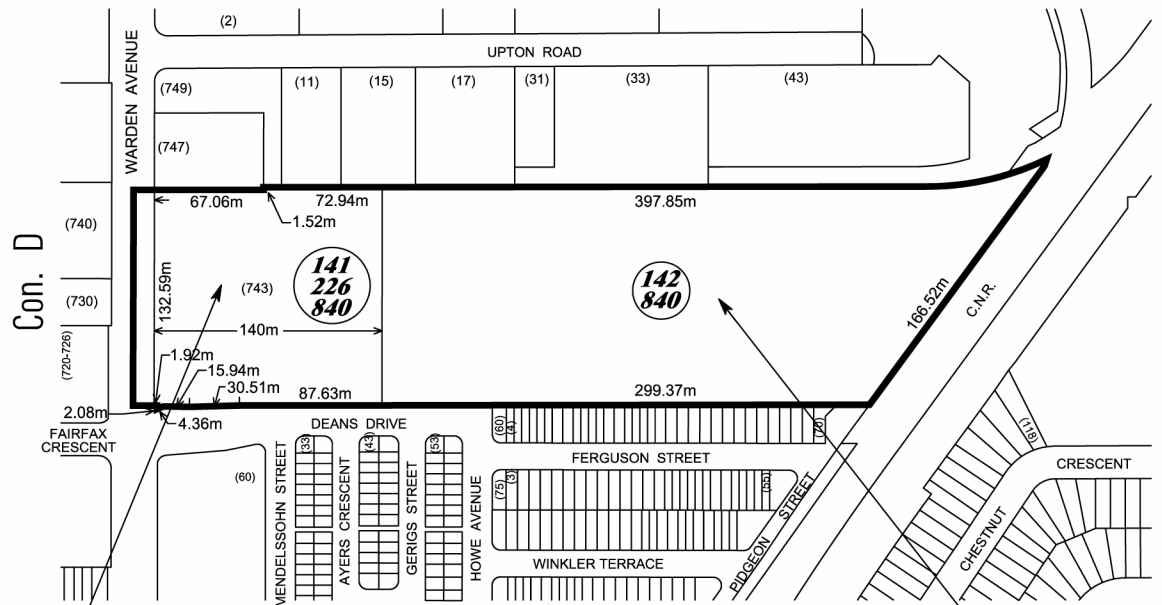 (2)
WARDEN AVENUE
UPTON ROAD
(749)
(11)
(15)
(17)
(31)
(33)
(43)
(747)
67.06m
72.94m
397.85m
1.52m
(740)
Con. D
132.59m
(743)
141
226
840
142
840
166.52m
C.N.R.
(730)
140m
(720-726)
1.92m
15.94m
30.51m
87.63m
299.37m
2.08m
4.36m
FAIRFAX
CRESCENT
DEANS DRIVE
(60)
(4)
(76)
(118)
(33)
(43)
(53)
FERGUSON STREET
CRESCENT
(60)
MENDELSSOHN STREET
AYERS CRESCENT
GERIGS STREET
HOWE AVENUE
(75)
(3)
(55)
PIDGEON STREET
CHESTNUT
WINKLER TERRACE